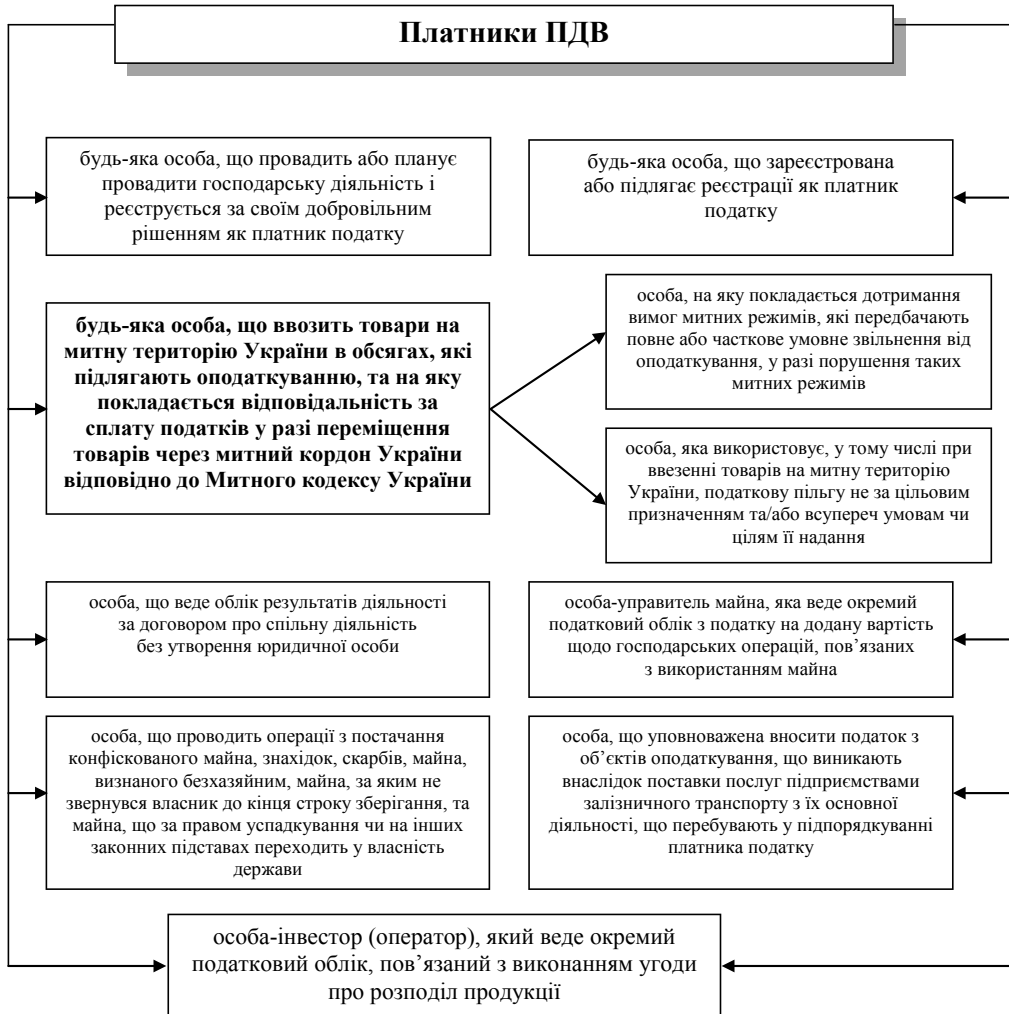 Платники ПДВ
будь-яка особа, що провадить або планує
провадити господарську діяльність і
реєструється за своїм добровільним
рішенням як платник податку
будь-яка особа, що зареєстрована
або підлягає реєстрації як платник
податку
будь-яка особа, що ввозить товари на
митну територію України в обсягах, які
підлягають оподаткуванню, та на яку
покладається відповідальність за
сплату податків у разі переміщення
товарів через митний кордон України
відповідно до Митного кодексу України
особа, на яку покладається дотримання
вимог митних режимів, які передбачають
повне або часткове умовне звільнення від
оподаткування, у разі порушення таких
митних режимів
особа, яка використовує, у тому числі при
ввезенні товарів на митну територію
України, податкову пільгу не за цільовим
призначенням та/або всупереч умовам чи
цілям її надання
особа, що веде облік результатів діяльності
за договором про спільну діяльність
без утворення юридичної особи
особа-управитель майна, яка веде окремий
податковий облік з податку на додану вартість
щодо господарських операцій, пов’язаних
з використанням майна
особа, що проводить операції з постачання
конфіскованого майна, знахідок, скарбів, майна,
визнаного безхазяйним, майна, за яким не
звернувся власник до кінця строку зберігання, та
майна, що за правом успадкування чи на інших
законних підставах переходить у власність
держави
особа, що уповноважена вносити податок з
об’єктів оподаткування, що виникають
внаслідок поставки послуг підприємствами
залізничного транспорту з їх основної
діяльності, що перебувають у підпорядкуванні
платника податку
особа-інвестор (оператор), який веде окремий
податковий облік, пов’язаний з виконанням угоди
про розподіл продукції